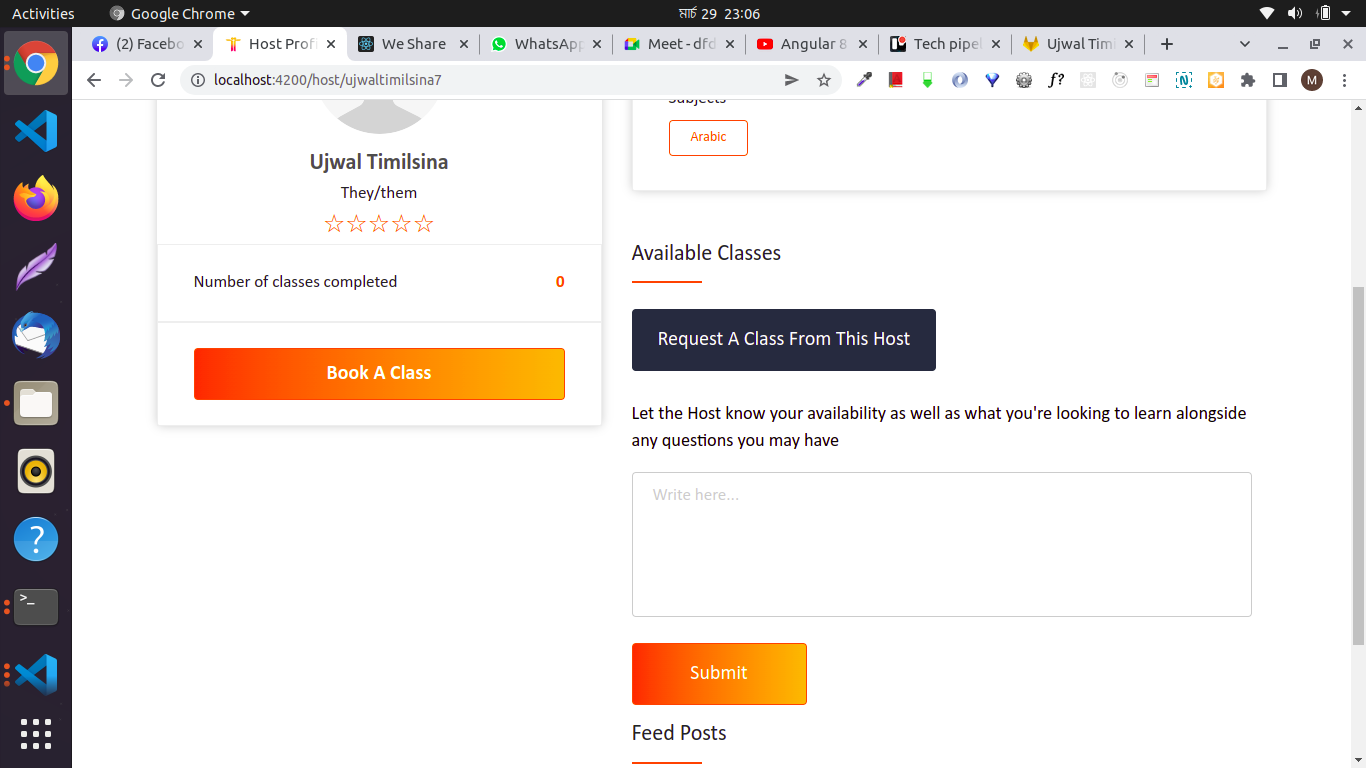 Activities
Google Chrome
মার্চ 29 23:06
(2) Facebo
Host Profi
We Share
WhatsApp
Meet - dfd
Angular 8
Tech pipel
Ujwal Timi
localhost:4200/host/ujwaltimilsina7
f?
M
Subjects
Arabic
Ujwal Timilsina
They/them
Number of classes completed 0
Book A Class
Available Classes
Request A Class From This Host
Let the Host know your availability as well as what you're looking to learn alongside
any questions you may have
Write here...
Submit
Feed Posts